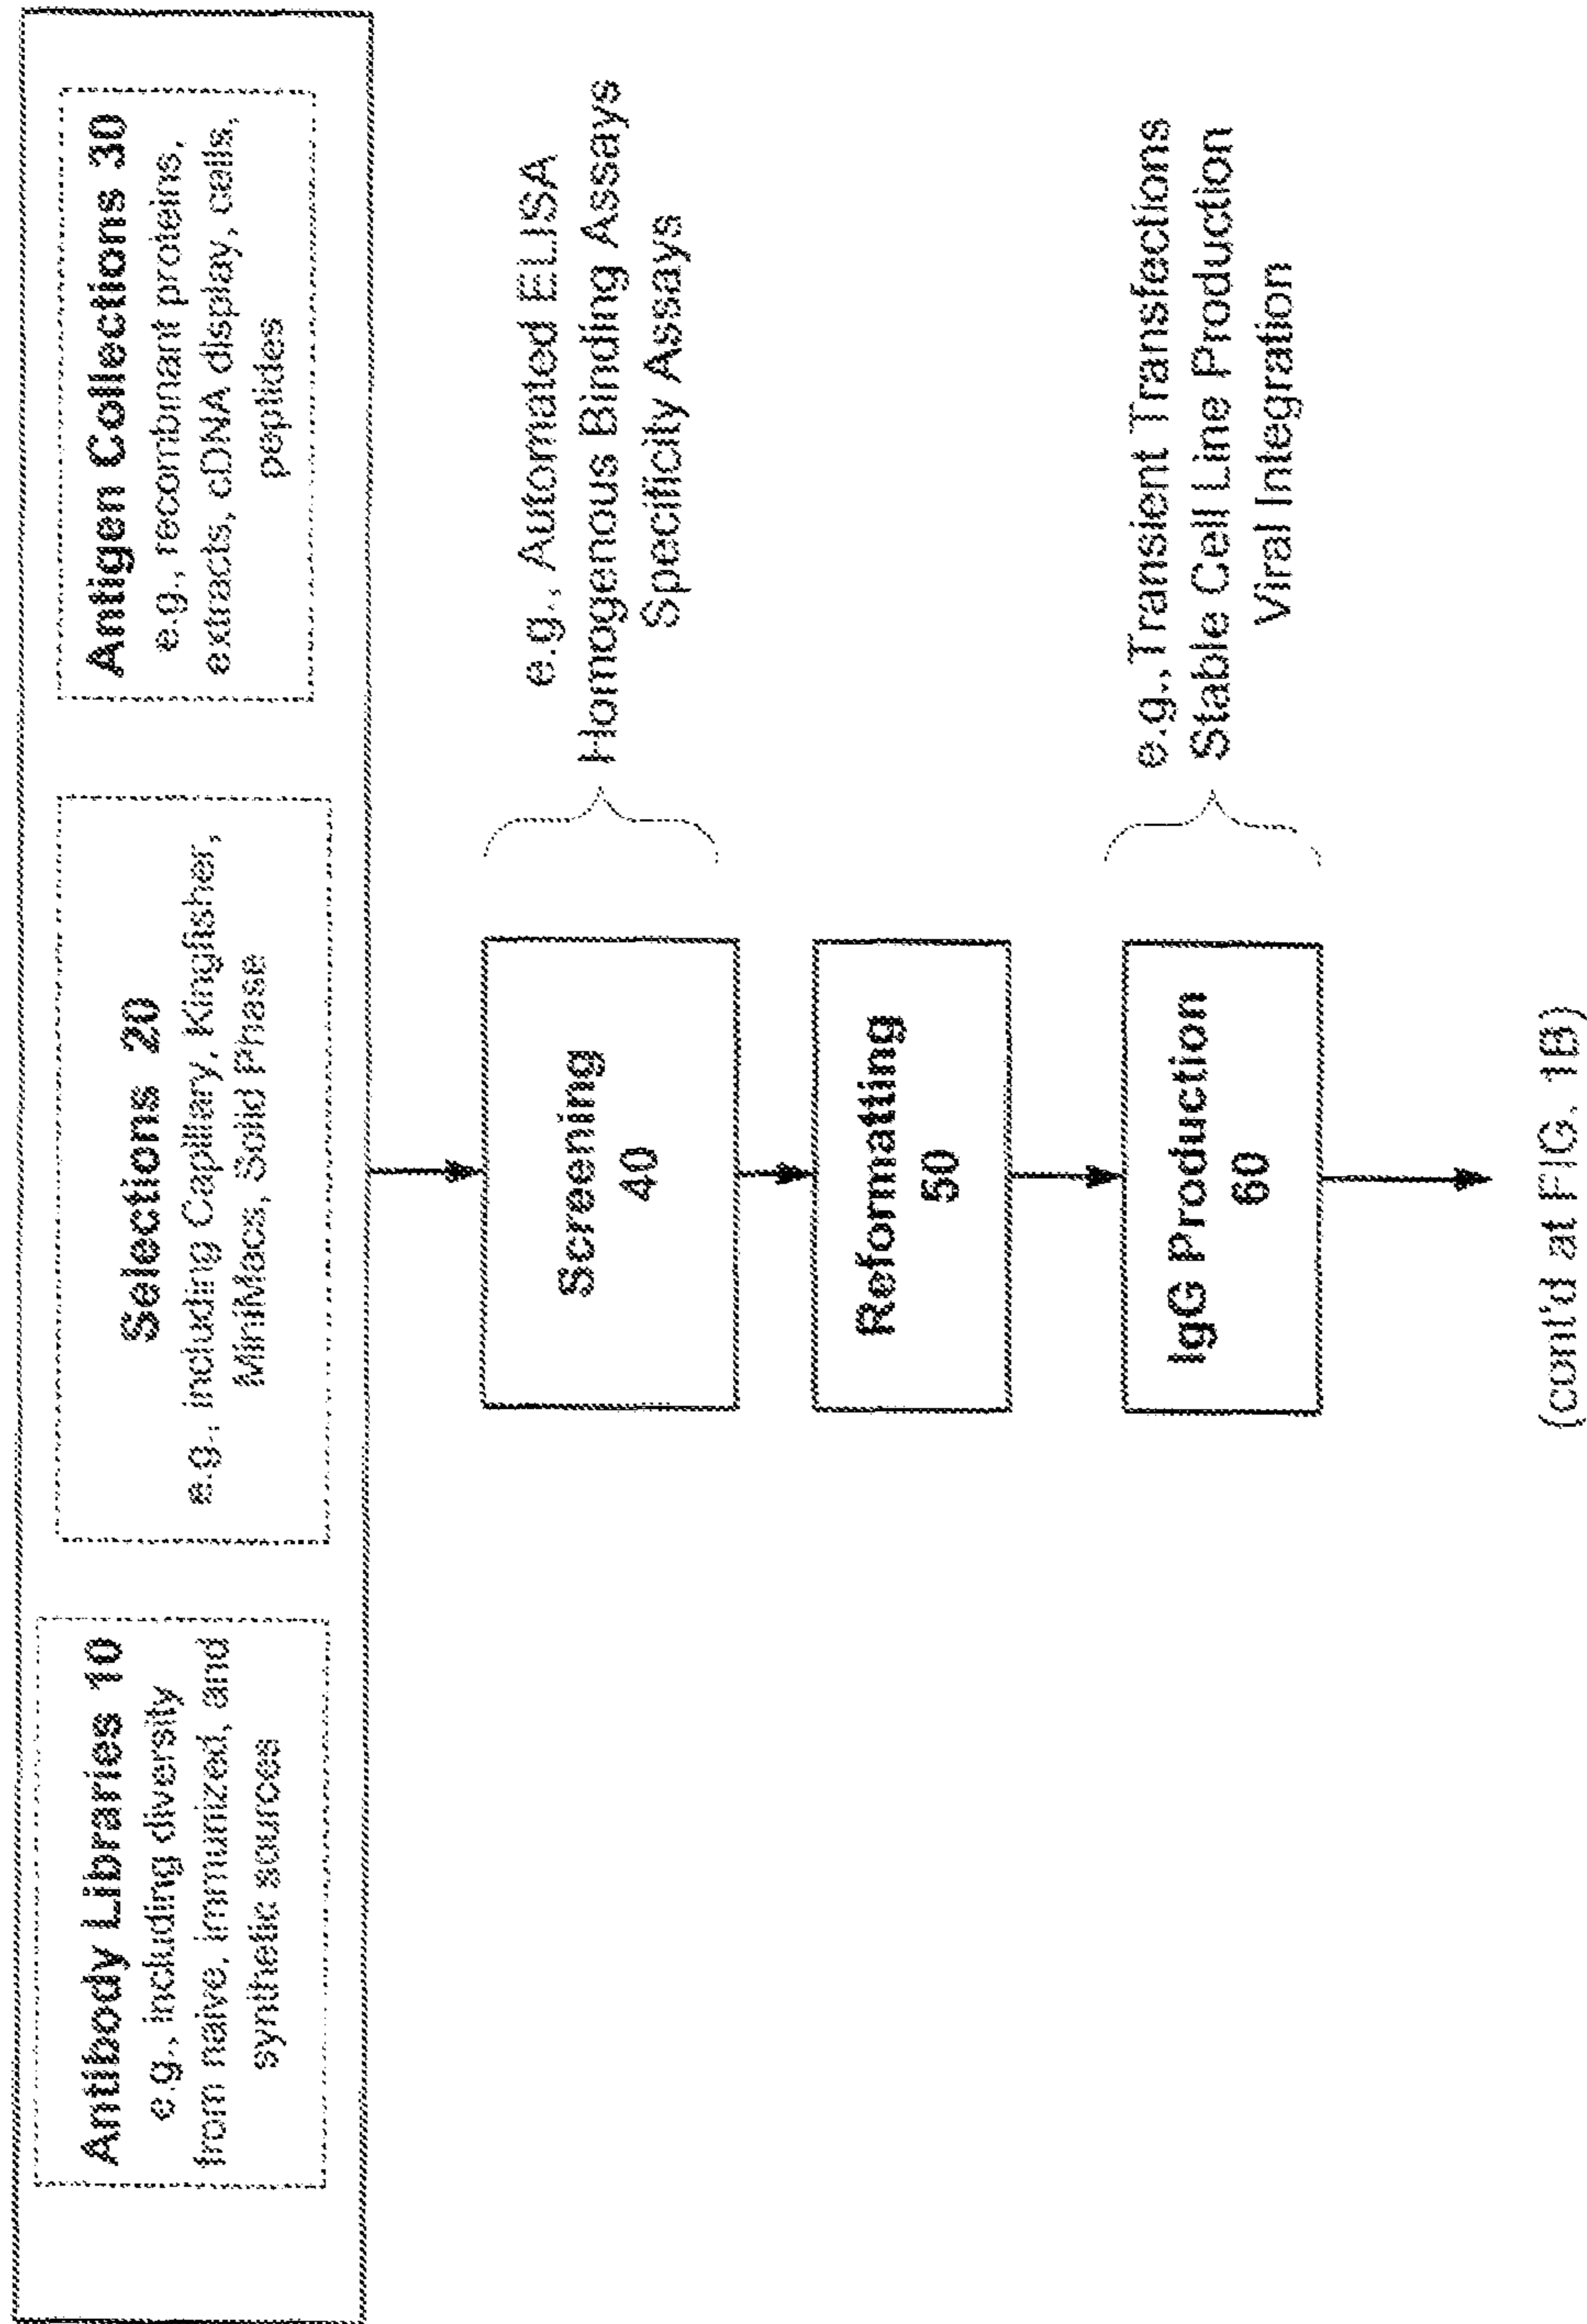 Antibody Libraries 10
e.g., including diversity
from naive, immunized, and
synthetic sources
Selections 20
e.g., including Capillary, Kingfisher,
MiniMacs, Solid Phase
Antigen Collections 30
e.g., recombinant proteins,
extracts, cDNA display, cells,
peptides
Screening
40
e.g., Automated ELISA
Homogenous Binding Assays
Specificity Assays
Reformatting
50
IgG Production
60
e.g., Transient Transfections
Stable Cell Line Production
Viral Integration
(cont'd at FIG. 1B)